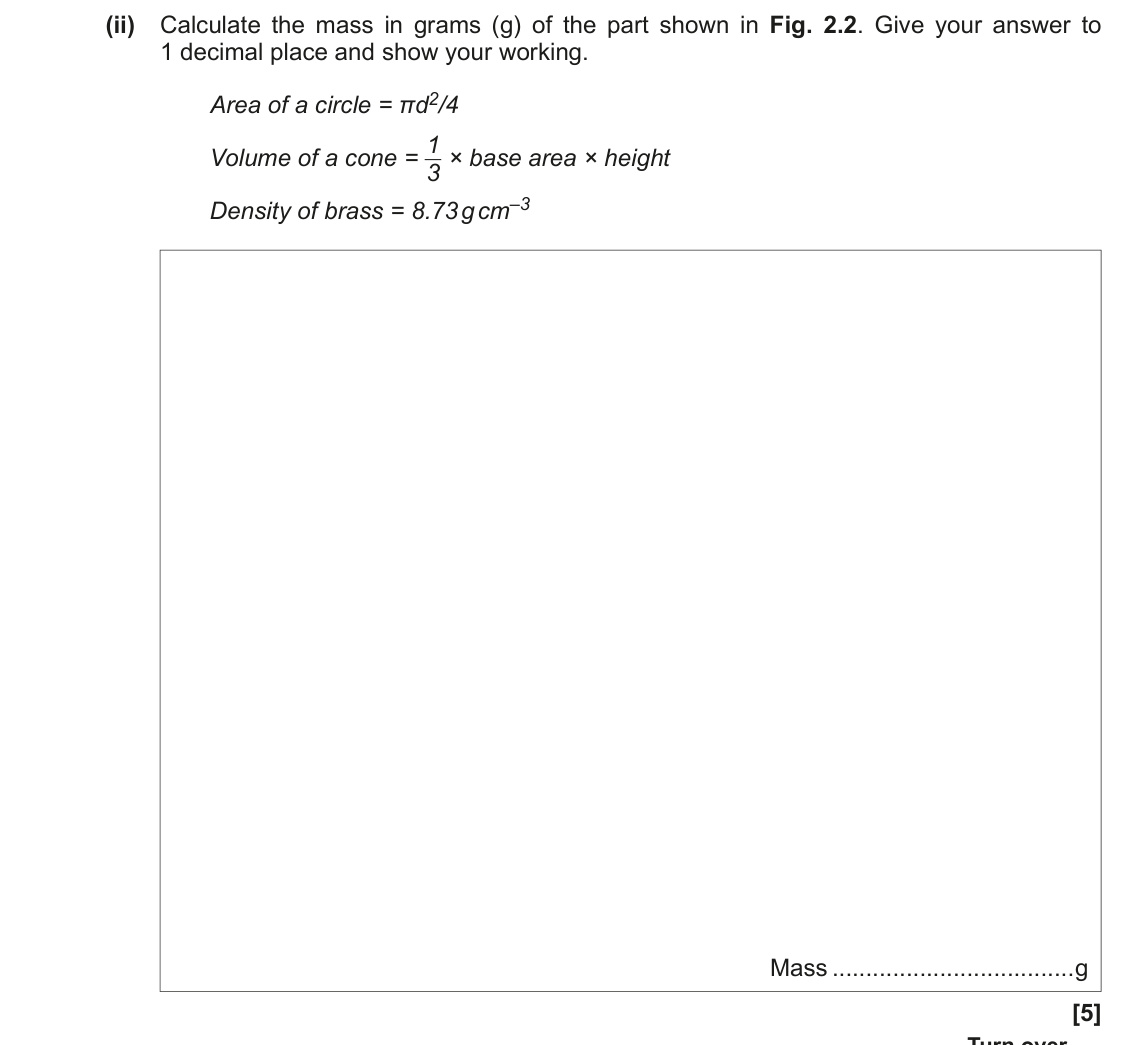 (ii) Calculate the mass in grams (g) of the part shown in Fig. 2.2. Give your answer to
1 decimal place and show your working.
Area of a circle = πd²/4
Volume of a cone = 1/3 × base area × height
Density of brass = 8.73 g cm⁻³
Mass ....................................g
[5]
Turn over